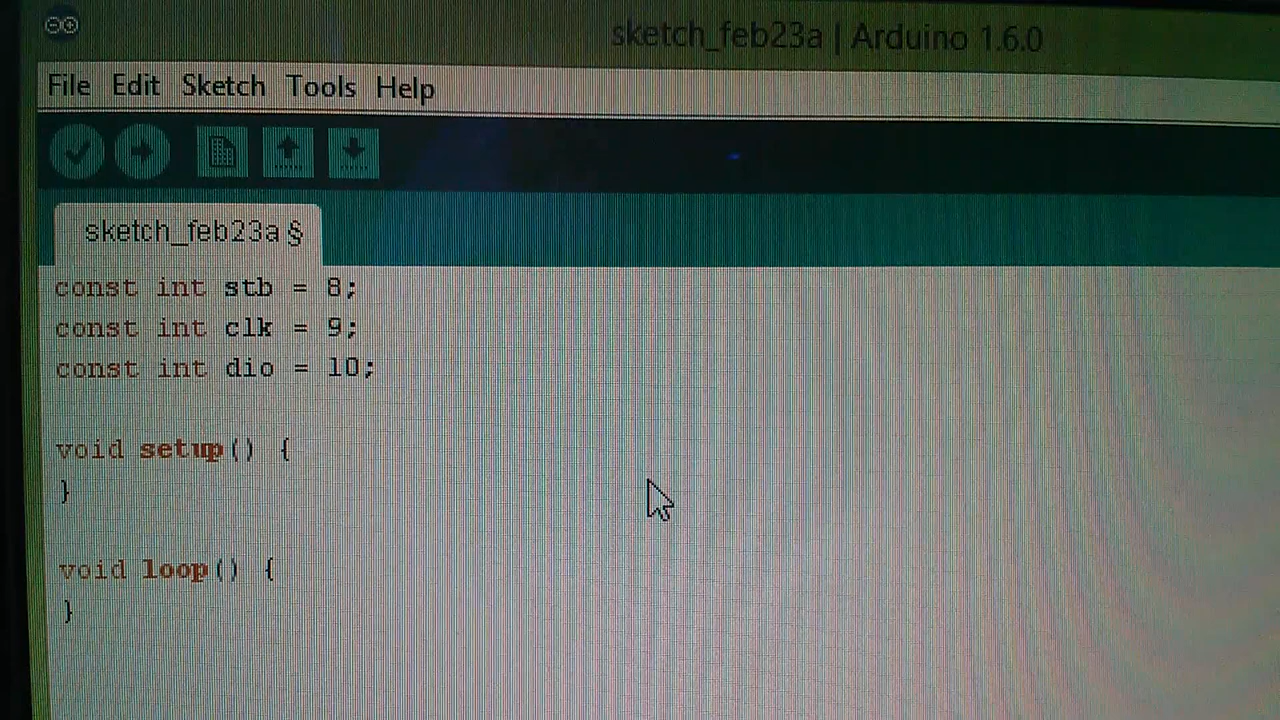 sketch_feb23a | Arduino 1.6.0
File Edit Sketch Tools Help
sketch_feb23a §
const int stb = 8;
const int clk = 9;
const int dio = 10;
void setup() {
}
void loop() {
}